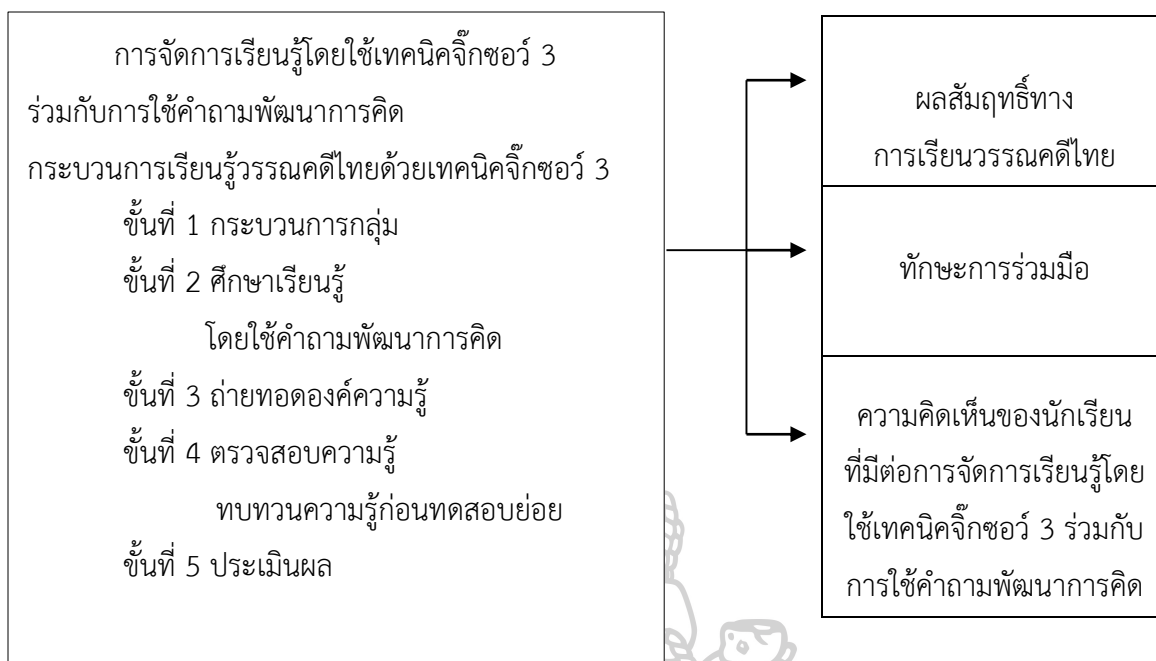 การจัดการเรียนรู้โดยใช้เทคนิคจิ๊กซอว์ 3
ร่วมกับการใช้คำถามพัฒนาการคิด
กระบวนการเรียนรู้วรรณคดีไทยด้วยเทคนิคจิ๊กซอว์ 3
ขั้นที่ 1 กระบวนการกลุ่ม
ขั้นที่ 2 ศึกษาเรียนรู้
โดยใช้คำถามพัฒนาการคิด
ขั้นที่ 3 ถ่ายทอดองค์ความรู้
ขั้นที่ 4 ตรวจสอบความรู้
ทบทวนความรู้ก่อนทดสอบย่อย
ขั้นที่ 5 ประเมินผล
ผลสัมฤทธิ์ทาง
การเรียนวรรณคดีไทย
ทักษะการร่วมมือ
ความคิดเห็นของนักเรียน
ที่มีต่อการจัดการเรียนรู้โดย
ใช้เทคนิคจิ๊กซอว์ 3 ร่วมกับ
การใช้คำถามพัฒนาการคิด